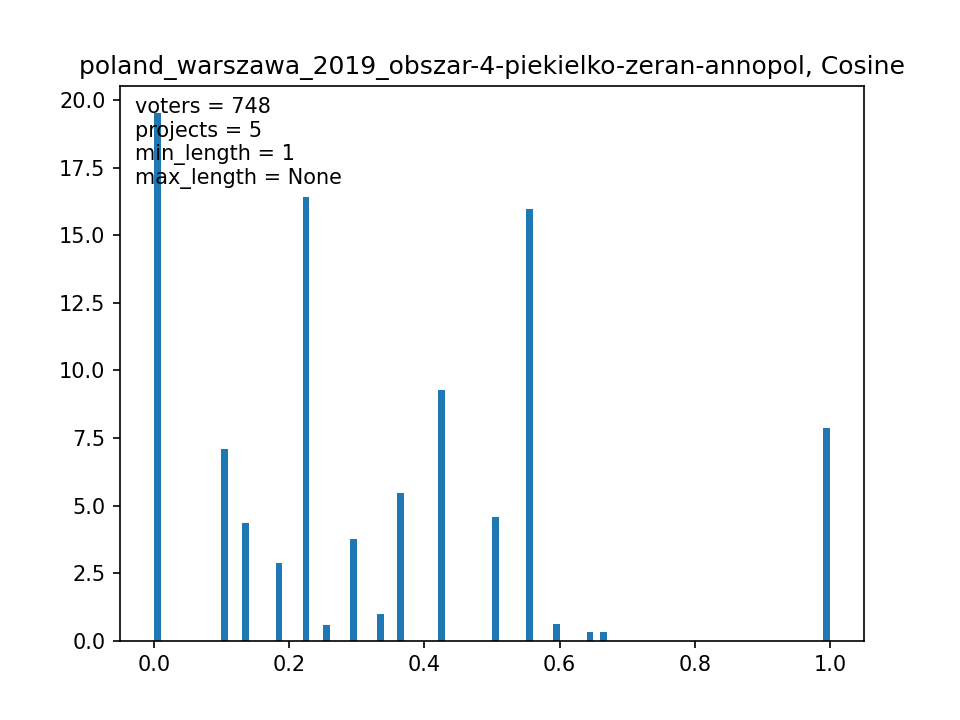 poland_warszawa_2019_obszar-4-piekielko-zeran-annopol, Cosine
voters = 748
projects = 5
min_length = 1
max_length = None
20.0
17.5
15.0
12.5
10.0
7.5
5.0
2.5
0.0
0.0 0.2 0.4 0.6 0.8 1.0